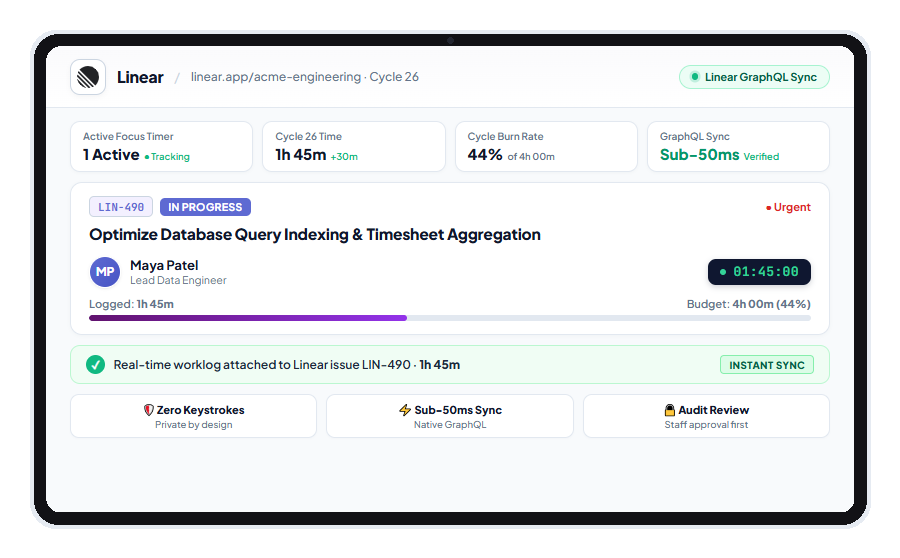 Linear / linear.app/acme-engineering · Cycle 26
Linear GraphQL Sync
Active Focus Timer
1 Active • Tracking
Cycle 26 Time
1h 45m +30m
Cycle Burn Rate
44% of 4h 00m
GraphQL Sync
Sub-50ms Verified
LIN-490 IN PROGRESS
• Urgent
Optimize Database Query Indexing & Timesheet Aggregation
MP
Maya Patel
Lead Data Engineer
• 01:45:00
Logged: 1h 45m
Budget: 4h 00m (44%)
Real-time worklog attached to Linear issue LIN-490 · 1h 45m
INSTANT SYNC
Zero Keystrokes
Private by design
Sub-50ms Sync
Native GraphQL
Audit Review
Staff approval first